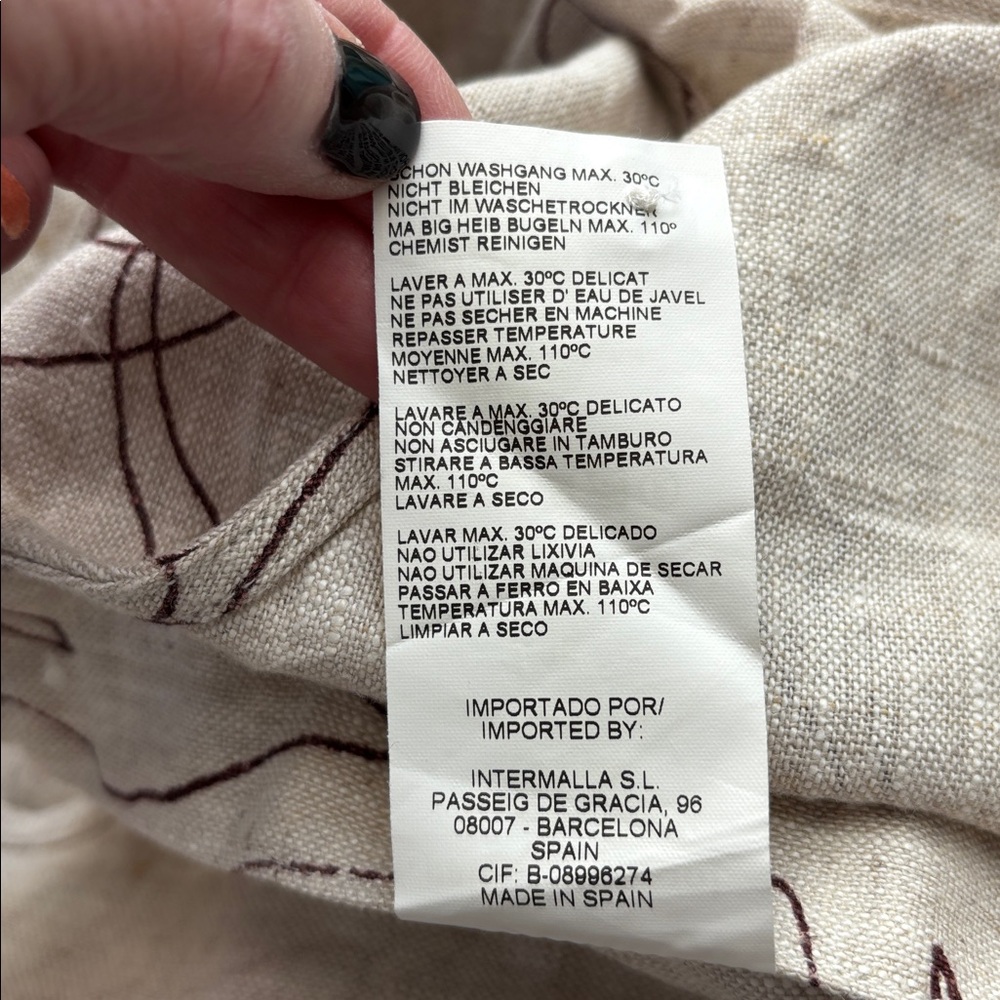 SCHON WASHGANG MAX. 30ºC
NICHT BLEICHEN
NICHT IM WASCHETROCKNER
MA BIG HEIB BUGELN MAX. 110º
CHEMIST REINIGEN
LAVER A MAX. 30ºC DELICAT
NE PAS UTILISER D' EAU DE JAVEL
NE PAS SECHER EN MACHINE
REPASSER TEMPERATURE
MOYENNE MAX. 110ºC
NETTOYER A SEC
LAVARE A MAX. 30ºC DELICATO
NON CANDENGGIARE
NON ASCIUGARE IN TAMBURO
STIRARE A BASSA TEMPERATURA
MAX. 110ºC
LAVARE A SECO
LAVAR MAX. 30ºC DELICADO
NAO UTILIZAR LIXIVIA
NAO UTILIZAR MAQUINA DE SECAR
PASSAR A FERRO EN BAIXA
TEMPERATURA MAX. 110ºC
LIMPIAR A SECO
IMPORTADO POR/
IMPORTED BY:
INTERMALLA S.L.
PASSEIG DE GRACIA, 96
08007 - BARCELONA
SPAIN
CIF: B-08996274
MADE IN SPAIN